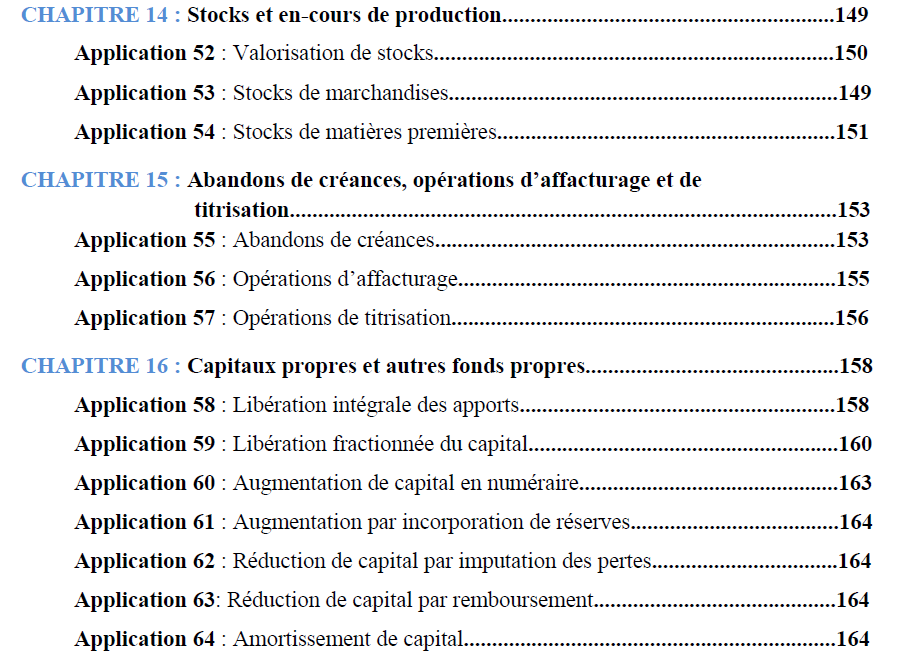 CHAPITRE 14 : Stocks et en-cours de production.............................................................149
Application 52 : Valorisation de stocks.........................................................................150
Application 53 : Stocks de marchandises......................................................................149
Application 54 : Stocks de matières premières.............................................................151
CHAPITRE 15 : Abandons de créances, opérations d’affacturage et de
titrisation....................................................................................................153
Application 55 : Abandons de créances.........................................................................153
Application 56 : Opérations d’affacturage.....................................................................155
Application 57 : Opérations de titrisation......................................................................156
CHAPITRE 16 : Capitaux propres et autres fonds propres..............................................158
Application 58 : Libération intégrale des apports.........................................................158
Application 59 : Libération fractionnée du capital........................................................160
Application 60 : Augmentation de capital en numéraire...............................................163
Application 61 : Augmentation par incorporation de réserves......................................164
Application 62 : Réduction de capital par imputation des pertes..................................164
Application 63: Réduction de capital par remboursement............................................164
Application 64 : Amortissement de capital....................................................................164